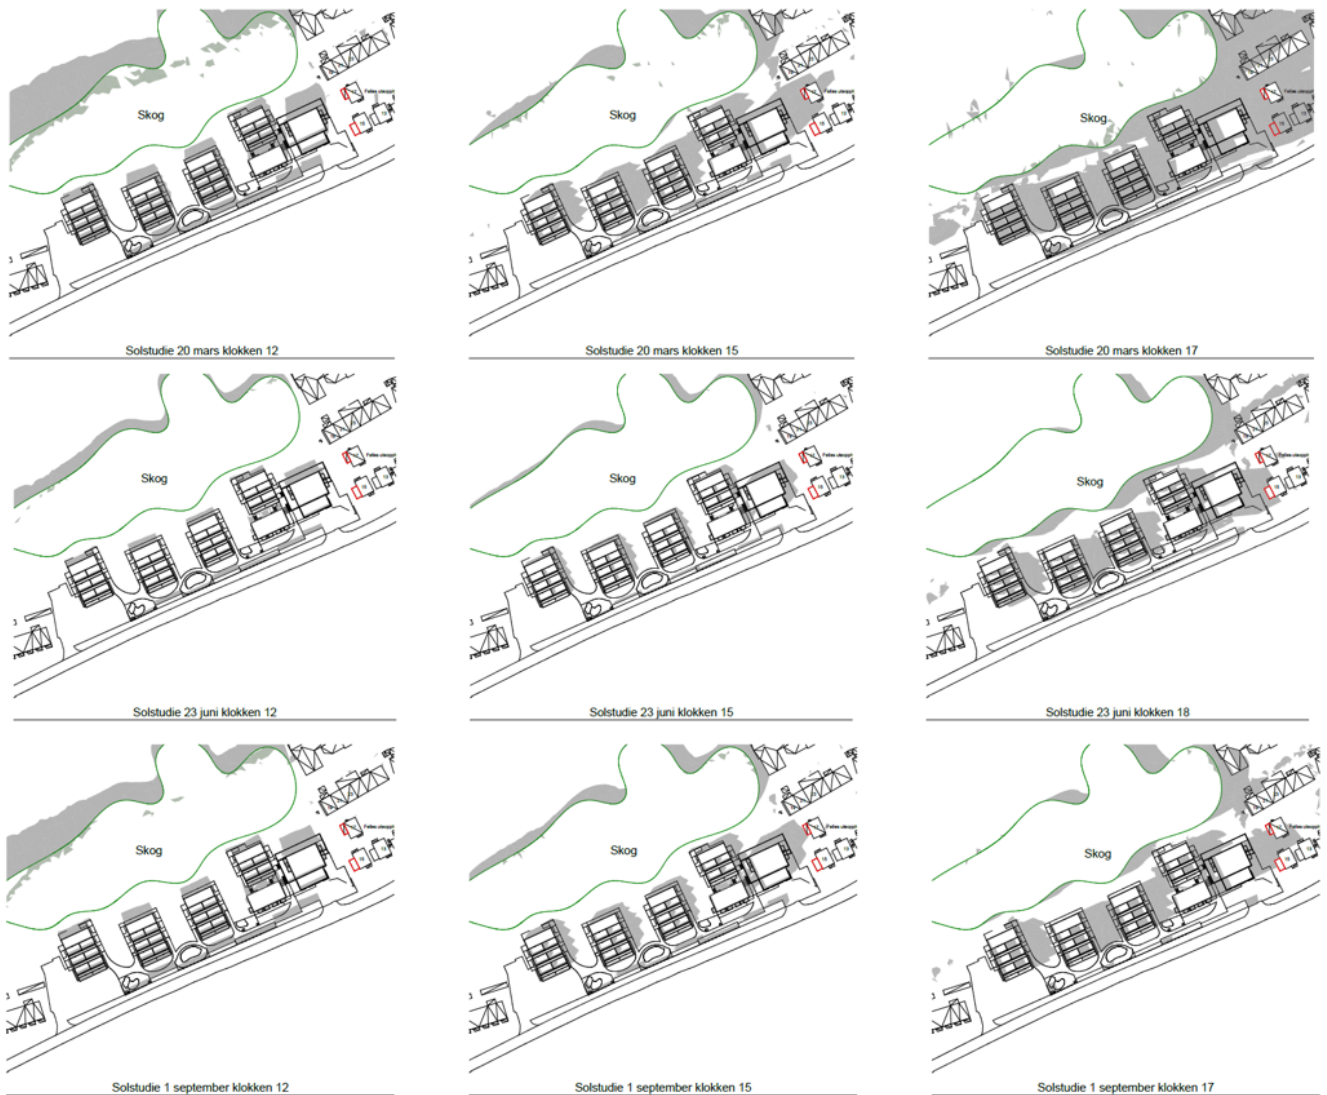 Skog
Solstudie 20 mars klokken 12
Skog
Solstudie 20 mars klokken 15
Skog
Solstudie 20 mars klokken 17
Skog
Solstudie 23 juni klokken 12
Skog
Solstudie 23 juni klokken 15
Skog
Solstudie 23 juni klokken 18
Skog
Solstudie 1 september klokken 12
Skog
Solstudie 1 september klokken 15
Skog
Solstudie 1 september klokken 17